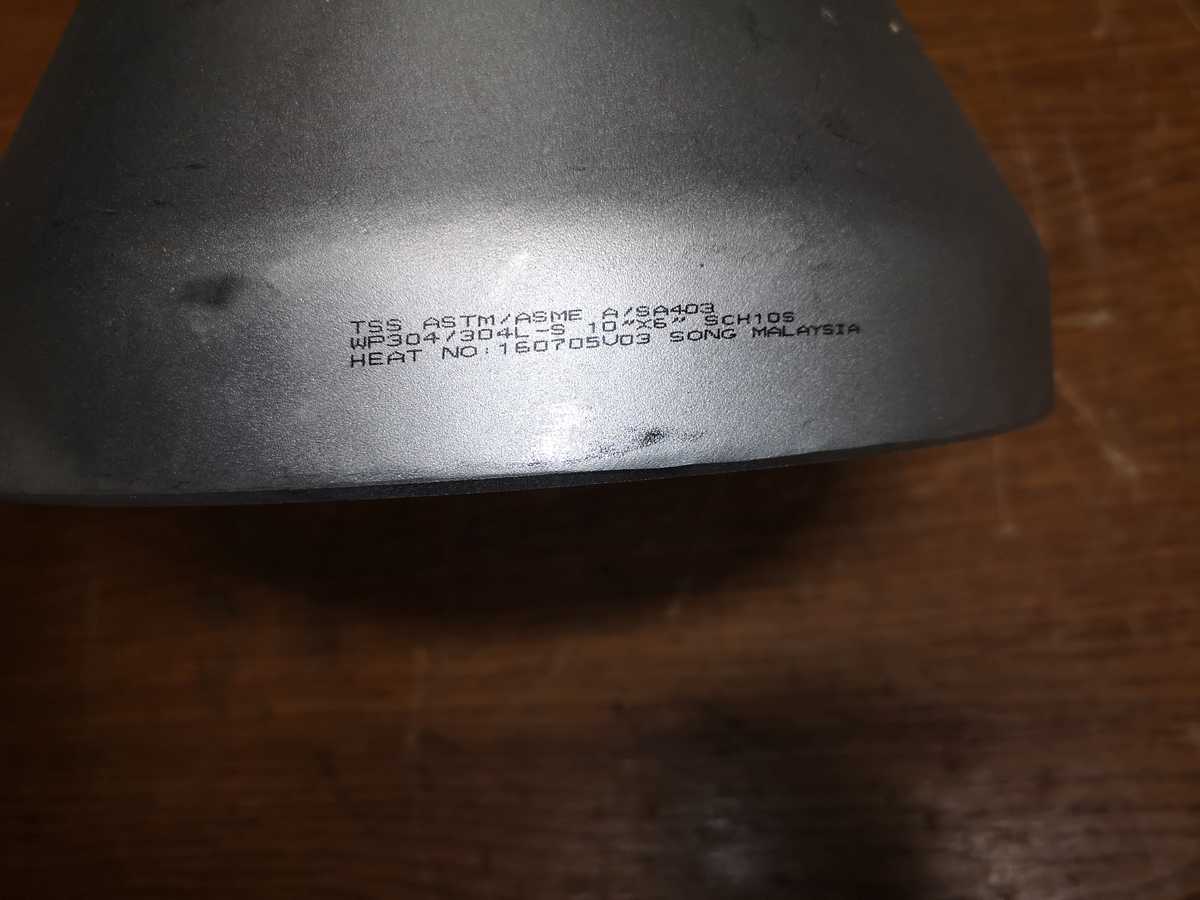 TSS ASTM/ASME A/SA403
WP304/304L-S 10"X6" SCH10S
HEAT NO:160705V03 SONG MALAYSIA